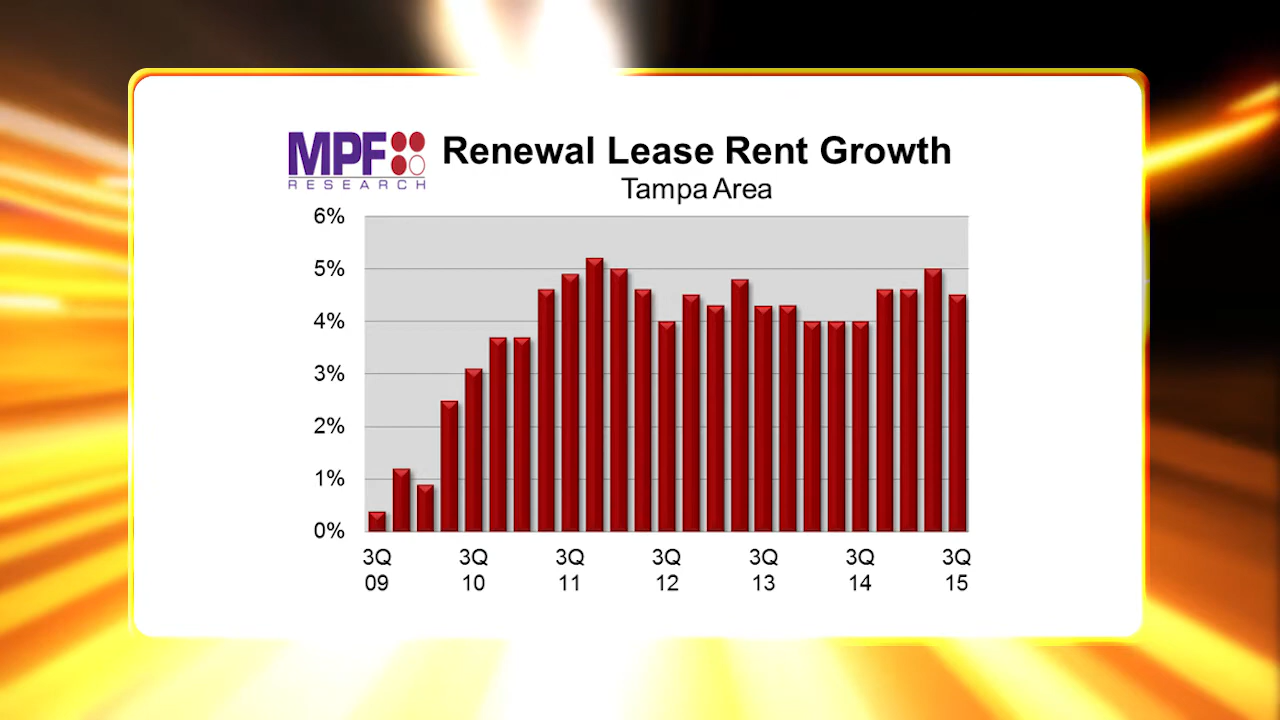 MPF
RESEARCH
Renewal Lease Rent Growth
Tampa Area
6%
5%
4%
3%
2%
1%
0%
3Q 3Q 3Q 3Q 3Q 3Q 3Q
09 10 11 12 13 14 15